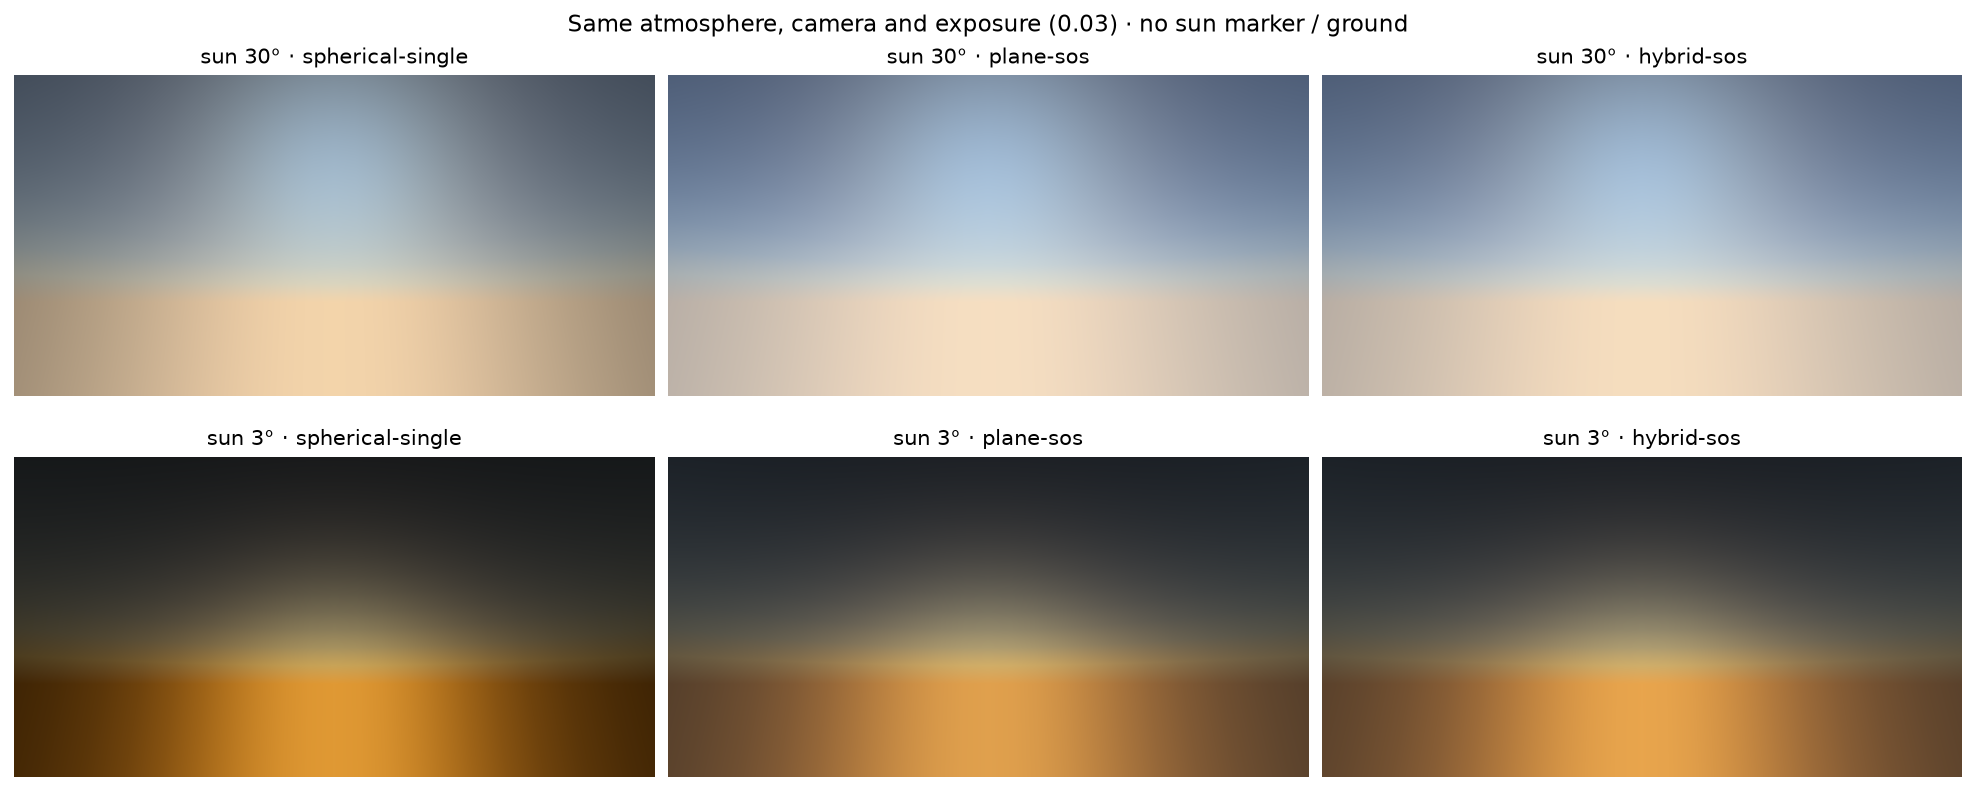 Same atmosphere, camera and exposure (0.03) · no sun marker / ground
sun 30° · spherical-single
sun 30° · plane-sos
sun 30° · hybrid-sos
sun 3° · spherical-single
sun 3° · plane-sos
sun 3° · hybrid-sos